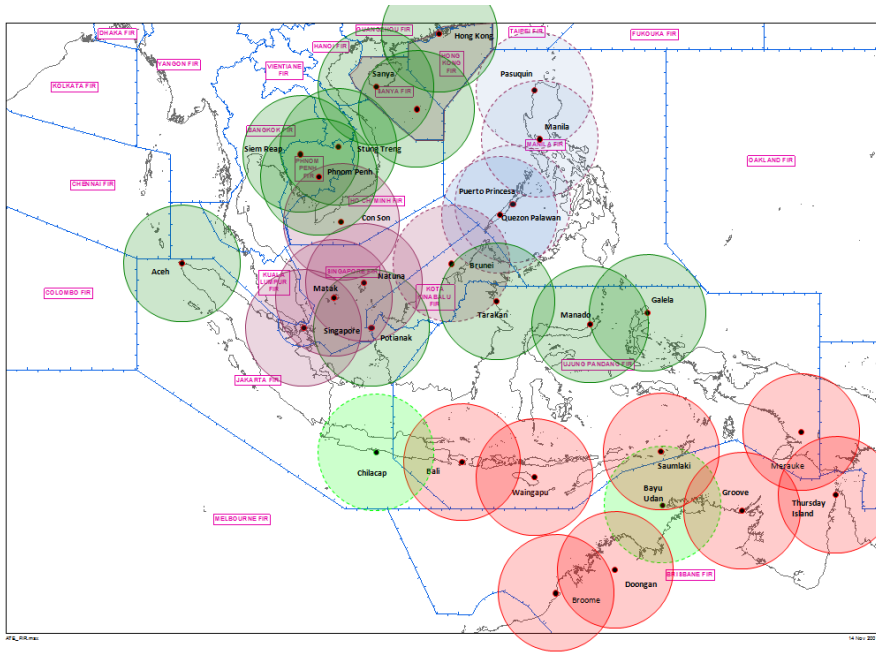 DHAKA FIR
GUANGZHOU FIR
TAIPEI FIR
FUKOUKA FIR
Hong Kong
HANOI FIR
YANGON FIR
VIENTIANE
FIR
HONG
KONG
FIR
Sanya
Pasuquin
KOLKATA FIR
SANYA FIR
BANGKOK FIR
Manila
MANILA FIR
Siem Reap
Stung Treng
OAKLAND FIR
PHNOM
PENH
FIR
Phnom Penh
CHENNAI FIR
Puerto Princesa
HO CHI MINH FIR
Con Son
Quezon Palawan
Aceh
SINGAPORE FIR
Brunei
KUALA
LUMPUR
FIR
Natuna
Matak
KOTA
KINABALU
FIR
COLOMBO FIR
Galela
Tarakan
Manado
Singapore
Potianak
UJUNG PANDANG FIR
JAKARTA FIR
Chilacap
Bali
Saumlaki
Merauke
Waingapu
Bayu
Udan
Groove
Thursday
Island
MELBOURNE FIR
BRISBANE FIR
Doongan
Broome